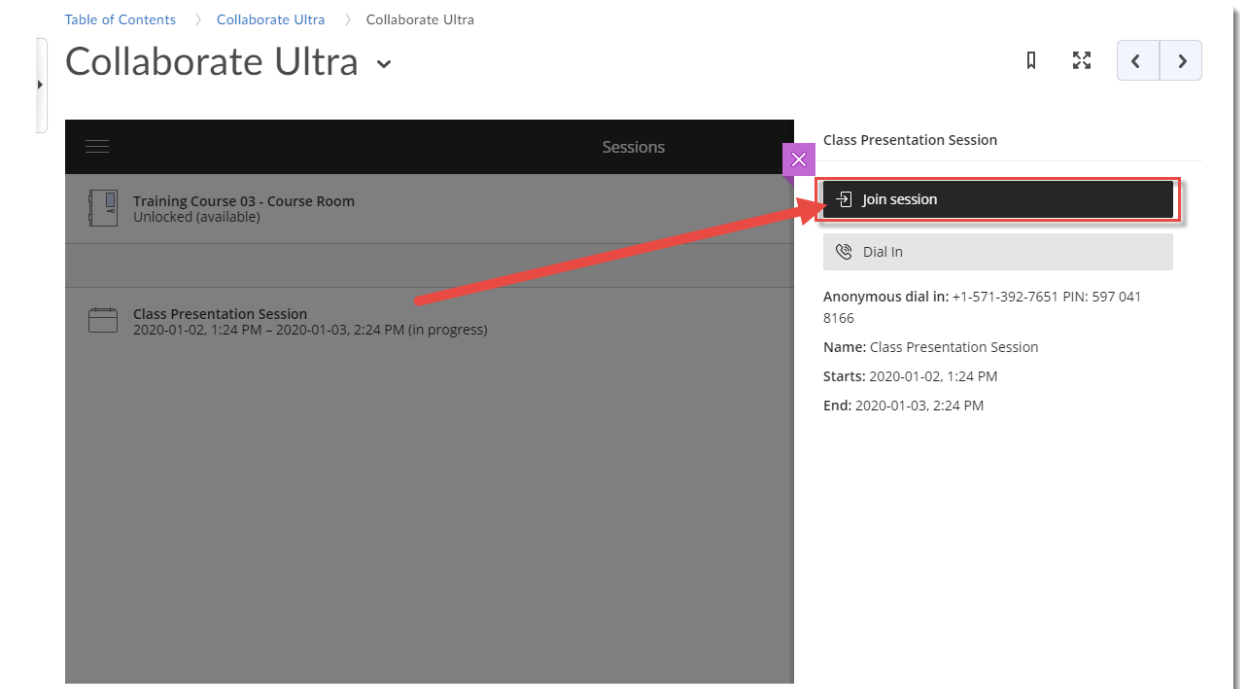 Table of Contents > Collaborate Ultra > Collaborate Ultra
Collaborate Ultra
Sessions
Training Course 03 - Course Room
Unlocked (available)
Class Presentation Session
2020-01-02, 1:24 PM – 2020-01-03, 2:24 PM (in progress)
Class Presentation Session
Join session
Dial In
Anonymous dial in: +1-571-392-7651 PIN: 597 041
8166
Name: Class Presentation Session
Starts: 2020-01-02, 1:24 PM
End: 2020-01-03, 2:24 PM